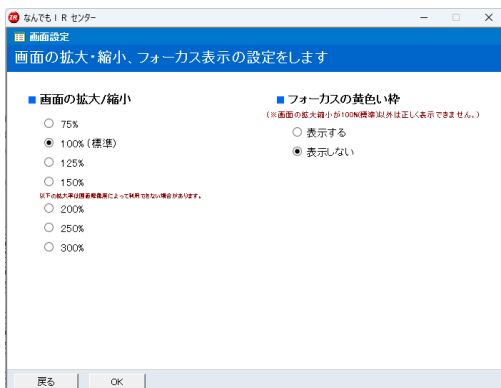 なんでもIR センター
画面設定
画面の拡大・縮小、フォーカス表示の設定をします
画面の拡大/縮小
75%
100% (標準)
125%
150%
以下の拡大率は画面解像度によって利用できない場合があります。
200%
250%
300%
フォーカスの黄色い枠
(※画面の拡大縮小が100%(標準)以外は正しく表示できません。)
表示する
表示しない
戻る
OK